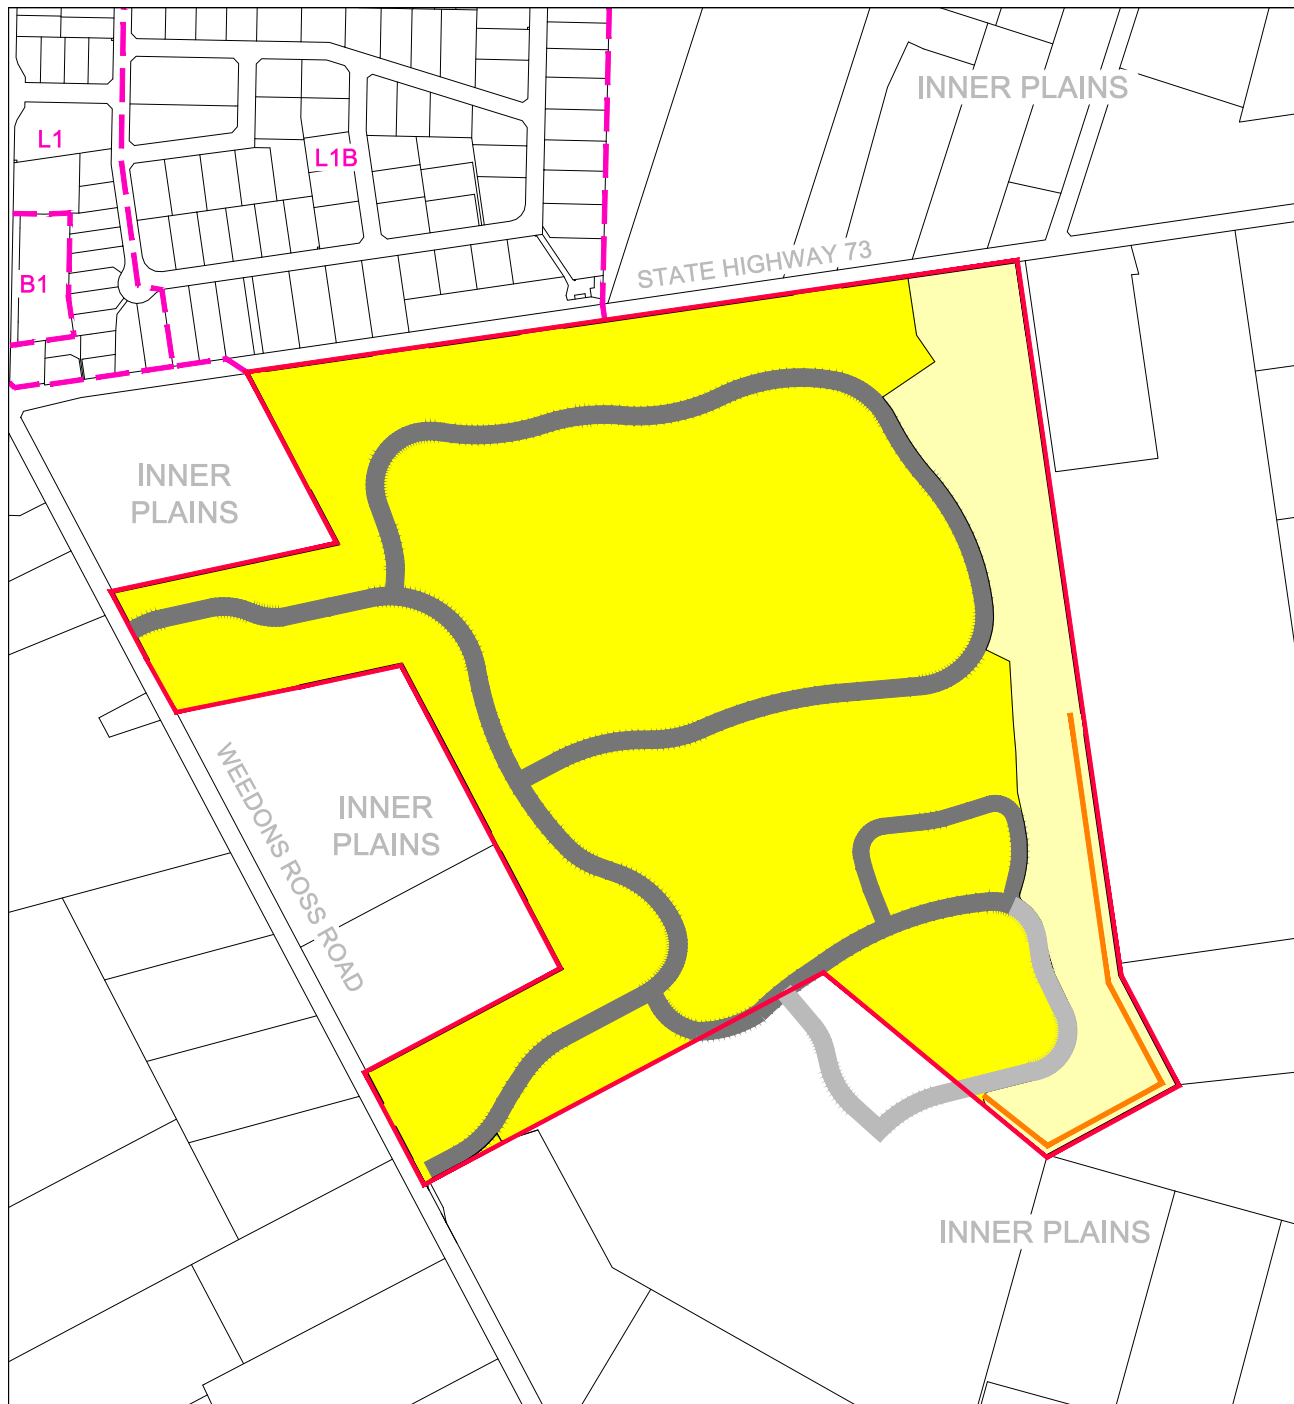 INNER PLAINS
L1
L1B
STATE HIGHWAY 73
B1
INNER
PLAINS
WEEDONS ROSS ROAD
INNER
PLAINS
INNER PLAINS